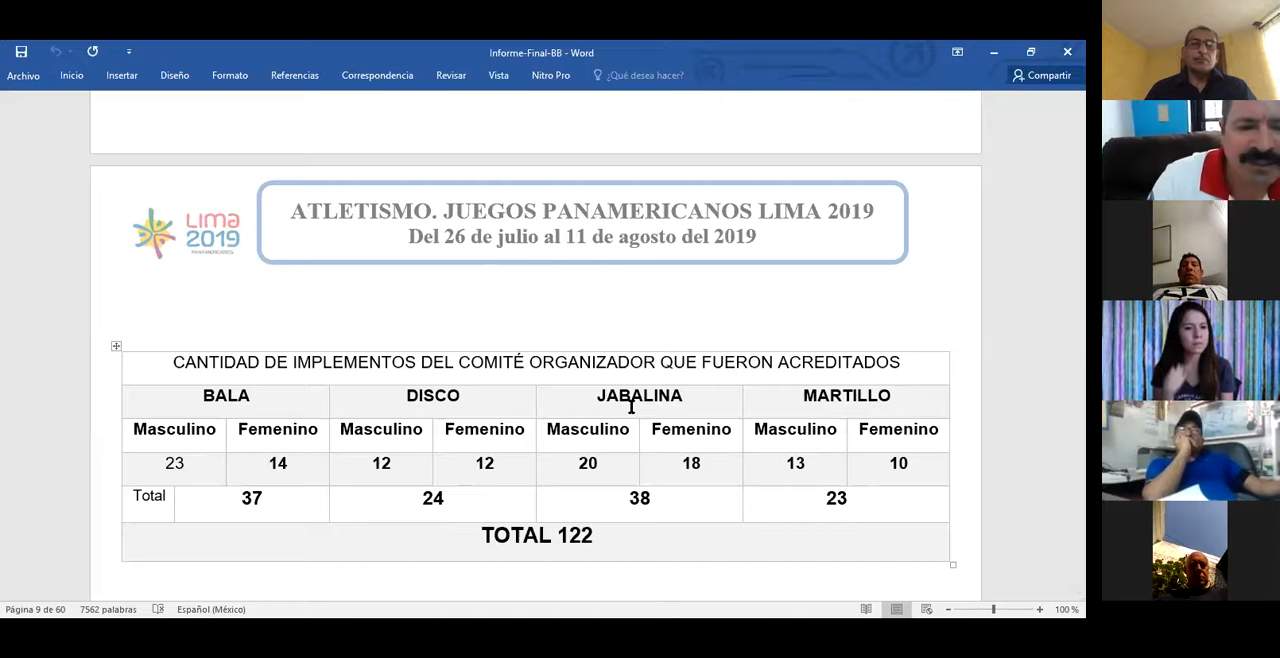 Informe-Final-BB - Word
Archivo Inicio Insertar Diseño Formato Referencias Correspondencia Revisar Vista Nitro Pro ¿Qué desea hacer? Compartir
LIMA
2019
PANAMERICANOS
ATLETISMO. JUEGOS PANAMERICANOS LIMA 2019
Del 26 de julio al 11 de agosto del 2019
CANTIDAD DE IMPLEMENTOS DEL COMITÉ ORGANIZADOR QUE FUERON ACREDITADOS
BALA DISCO JABALINA MARTILLO
Masculino Femenino Masculino Femenino Masculino Femenino Masculino Femenino
23 14 12 12 20 18 13 10
Total 37 24 38 23
TOTAL 122
Página 9 de 60 7562 palabras Español (México) 100 %